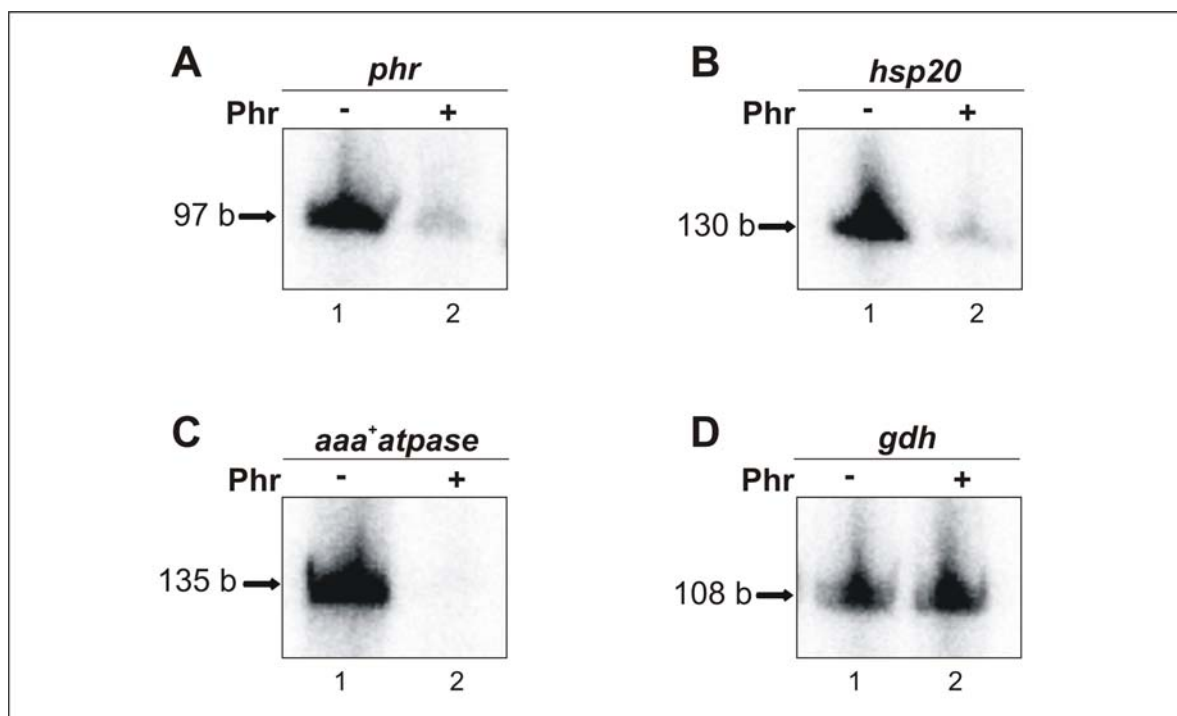 A
phr
Phr - +
97 b
1 2
B
hsp20
Phr - +
130 b
1 2
C
aaa⁺atpase
Phr - +
135 b
1 2
D
gdh
Phr - +
108 b
1 2